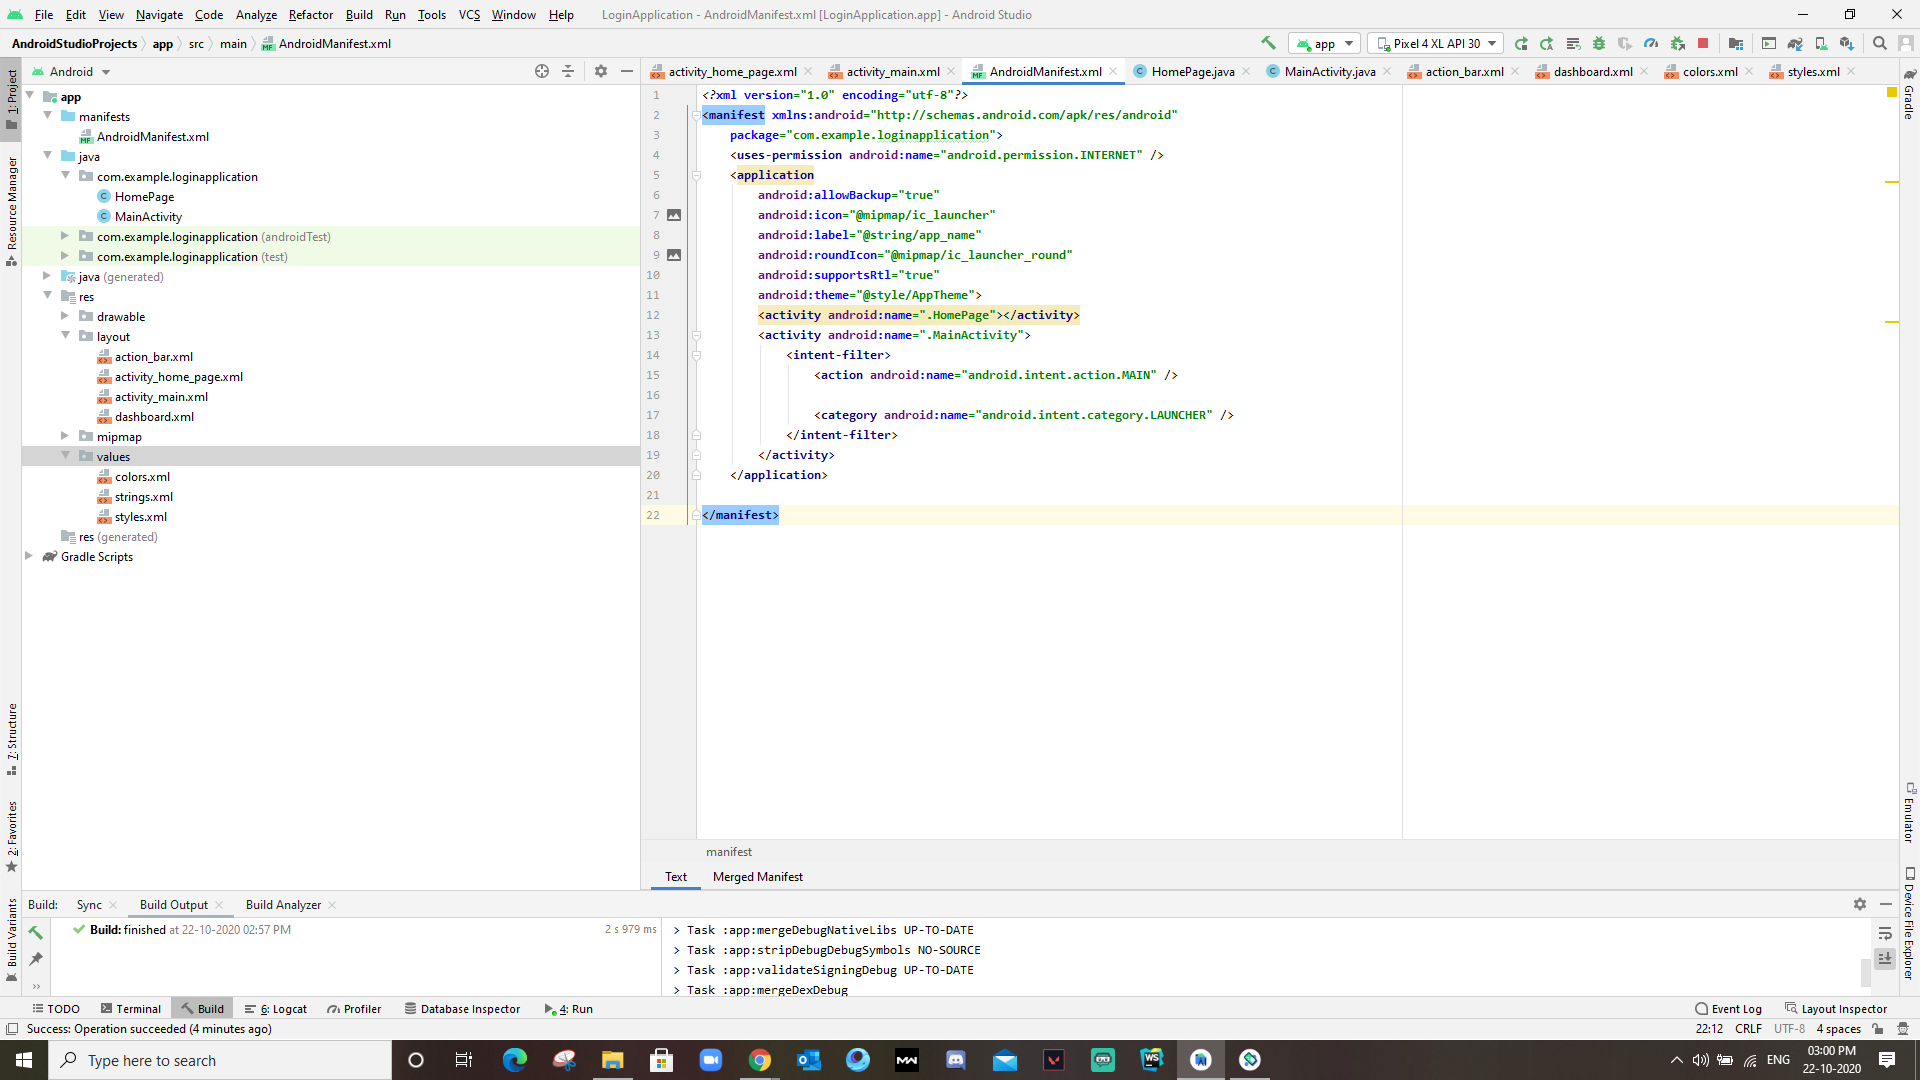 File Edit View Navigate Code Analyze Refactor Build Run Tools VCS Window Help LoginApplication - AndroidManifest.xml [LoginApplication.app] - Android Studio
AndroidStudioProjects app src main AndroidManifest.xml app Pixel 4 XL API 30
Android
activity_home_page.xml activity_main.xml AndroidManifest.xml HomePage.java MainActivity.java action_bar.xml dashboard.xml colors.xml styles.xml
1: Project
Resource Manager
7: Structure
2: Favorites
Build Variants
app
manifests
AndroidManifest.xml
java
com.example.loginapplication
HomePage
MainActivity
com.example.loginapplication (androidTest)
com.example.loginapplication (test)
java (generated)
res
drawable
layout
action_bar.xml
activity_home_page.xml
activity_main.xml
dashboard.xml
mipmap
values
colors.xml
strings.xml
styles.xml
res (generated)
Gradle Scripts
1 <?xml version="1.0" encoding="utf-8"?>
2 <manifest xmlns:android="http://schemas.android.com/apk/res/android"
3 package="com.example.loginapplication">
4 <uses-permission android:name="android.permission.INTERNET" />
5 <application
6 android:allowBackup="true"
7 android:icon="@mipmap/ic_launcher"
8 android:label="@string/app_name"
9 android:roundIcon="@mipmap/ic_launcher_round"
10 android:supportsRtl="true"
11 android:theme="@style/AppTheme">
12 <activity android:name=".HomePage"></activity>
13 <activity android:name=".MainActivity">
14 <intent-filter>
15 <action android:name="android.intent.action.MAIN" />
16
17 <category android:name="android.intent.category.LAUNCHER" />
18 </intent-filter>
19 </activity>
20 </application>
21
22 </manifest>
manifest
Text Merged Manifest
Gradle
Emulator
Device File Explorer
Build: Sync Build Output Build Analyzer
Build: finished at 22-10-2020 02:57 PM 2 s 979 ms
> Task :app:mergeDebugNativeLibs UP-TO-DATE
> Task :app:stripDebugDebugSymbols NO-SOURCE
> Task :app:validateSigningDebug UP-TO-DATE
> Task :app:mergeDexDebug
TODO Terminal Build 6: Logcat Profiler Database Inspector 4: Run Event Log Layout Inspector
Success: Operation succeeded (4 minutes ago) 22:12 CRLF UTF-8 4 spaces
Type here to search
ENG
03:00 PM
22-10-2020